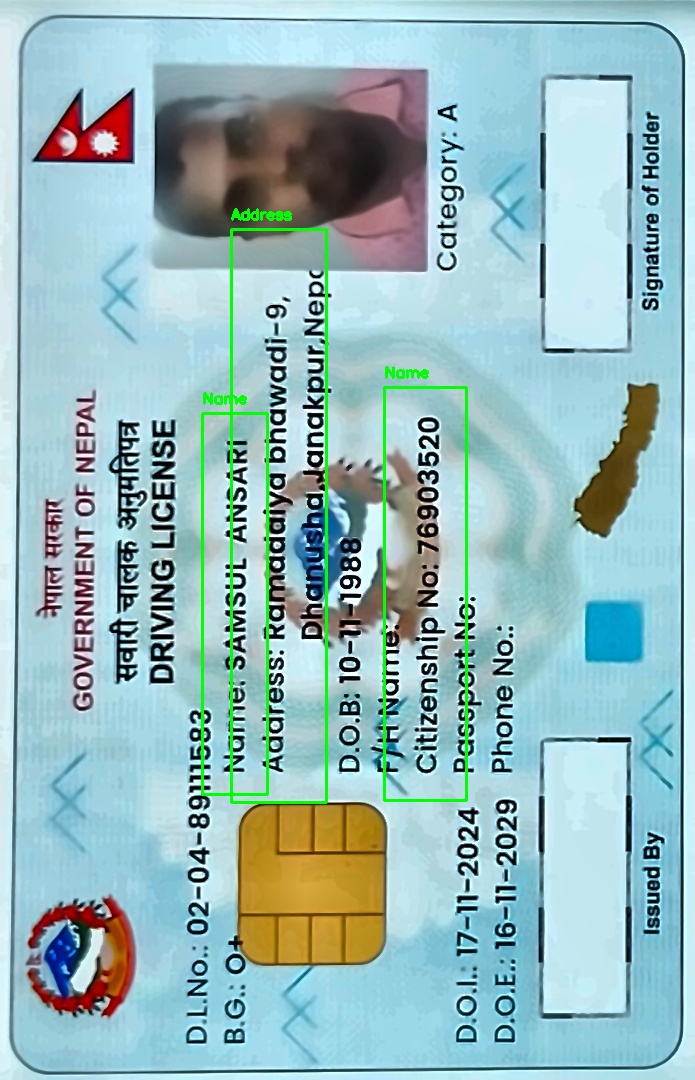 नेपाल सरकार
GOVERNMENT OF NEPAL
सवारी चालक अनुमतिपत्र
DRIVING LICENSE
D.L.No.: 02-04-89111583
B.G.: O+
Name: SAMSUL ANSARI
Address: Ramadaiya bhawadi-9,
Dhanusha,Janakpur,Nepa
D.O.B: 10-11-1988
F/H Name:
Citizenship No: 76903520
Passport No:
Phone No.:
D.O.I.: 17-11-2024
D.O.E.: 16-11-2029
Category: A
Issued By
Signature of Holder
Address
Name
Name